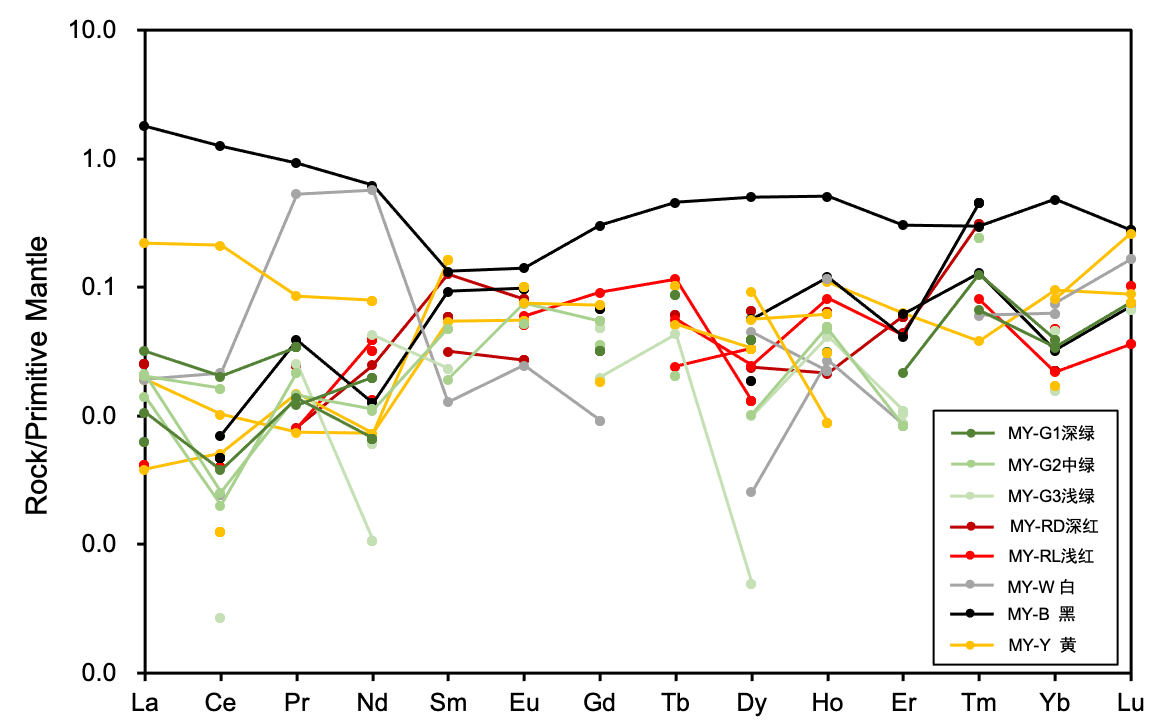 10.0
1.0
0.1
0.0
0.0
0.0
Rock/Primitive Mantle
La Ce Pr Nd Sm Eu Gd Tb Dy Ho Er Tm Yb Lu
MY-G1深绿
MY-G2中绿
MY-G3浅绿
MY-RD深红
MY-RL浅红
MY-W 白
MY-B 黑
MY-Y 黄